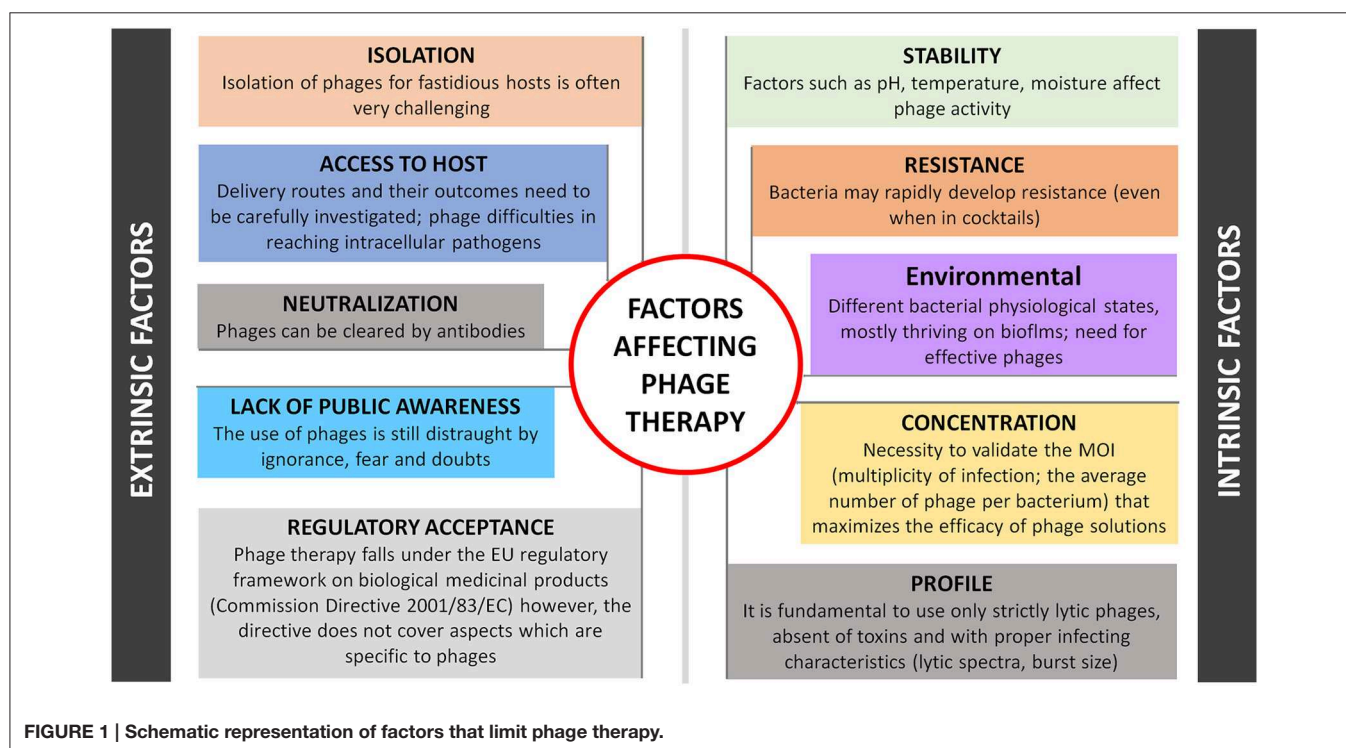 EXTRINSIC FACTORS
ISOLATION
Isolation of phages for fastidious hosts is often
very challenging
ACCESS TO HOST
Delivery routes and their outcomes need to
be carefully investigated; phage difficulties in
reaching intracellular pathogens
NEUTRALIZATION
Phages can be cleared by antibodies
LACK OF PUBLIC AWARENESS
The use of phages is still distraught by
ignorance, fear and doubts
REGULATORY ACCEPTANCE
Phage therapy falls under the EU regulatory
framework on biological medicinal products
(Commission Directive 2001/83/EC) however, the
directive does not cover aspects which are
specific to phages
FACTORS
AFFECTING
PHAGE
THERAPY
STABILITY
Factors such as pH, temperature, moisture affect
phage activity
RESISTANCE
Bacteria may rapidly develop resistance (even
when in cocktails)
Environmental
Different bacterial physiological states,
mostly thriving on bioflms; need for
effective phages
CONCENTRATION
Necessity to validate the MOI
(multiplicity of infection; the average
number of phage per bacterium) that
maximizes the efficacy of phage solutions
PROFILE
It is fundamental to use only strictly lytic phages,
absent of toxins and with proper infecting
characteristics (lytic spectra, burst size)
INTRINSIC FACTORS
FIGURE 1 | Schematic representation of factors that limit phage therapy.